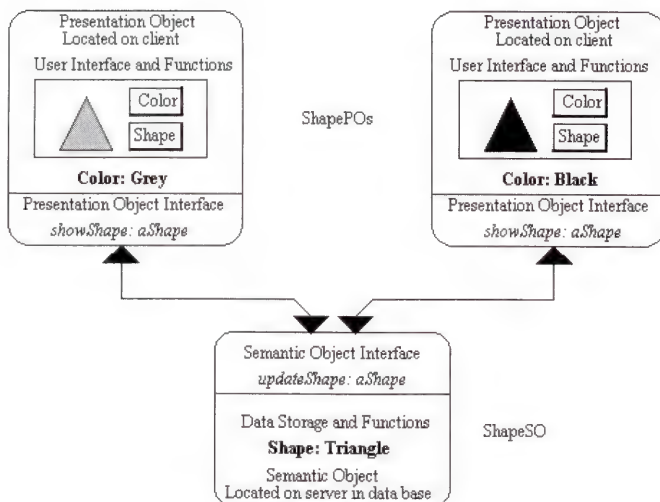 Presentation Object
Located on client
User Interface and Functions
Color
Shape
Color: Grey
Presentation Object Interface
showShape: aShape
ShapePOs
Presentation Object
Located on client
User Interface and Functions
Color
Shape
Color: Black
Presentation Object Interface
showShape: aShape
Semantic Object Interface
updateShape: aShape
Data Storage and Functions
Shape: Triangle
Semantic Object
Located on server in data base
ShapeSO